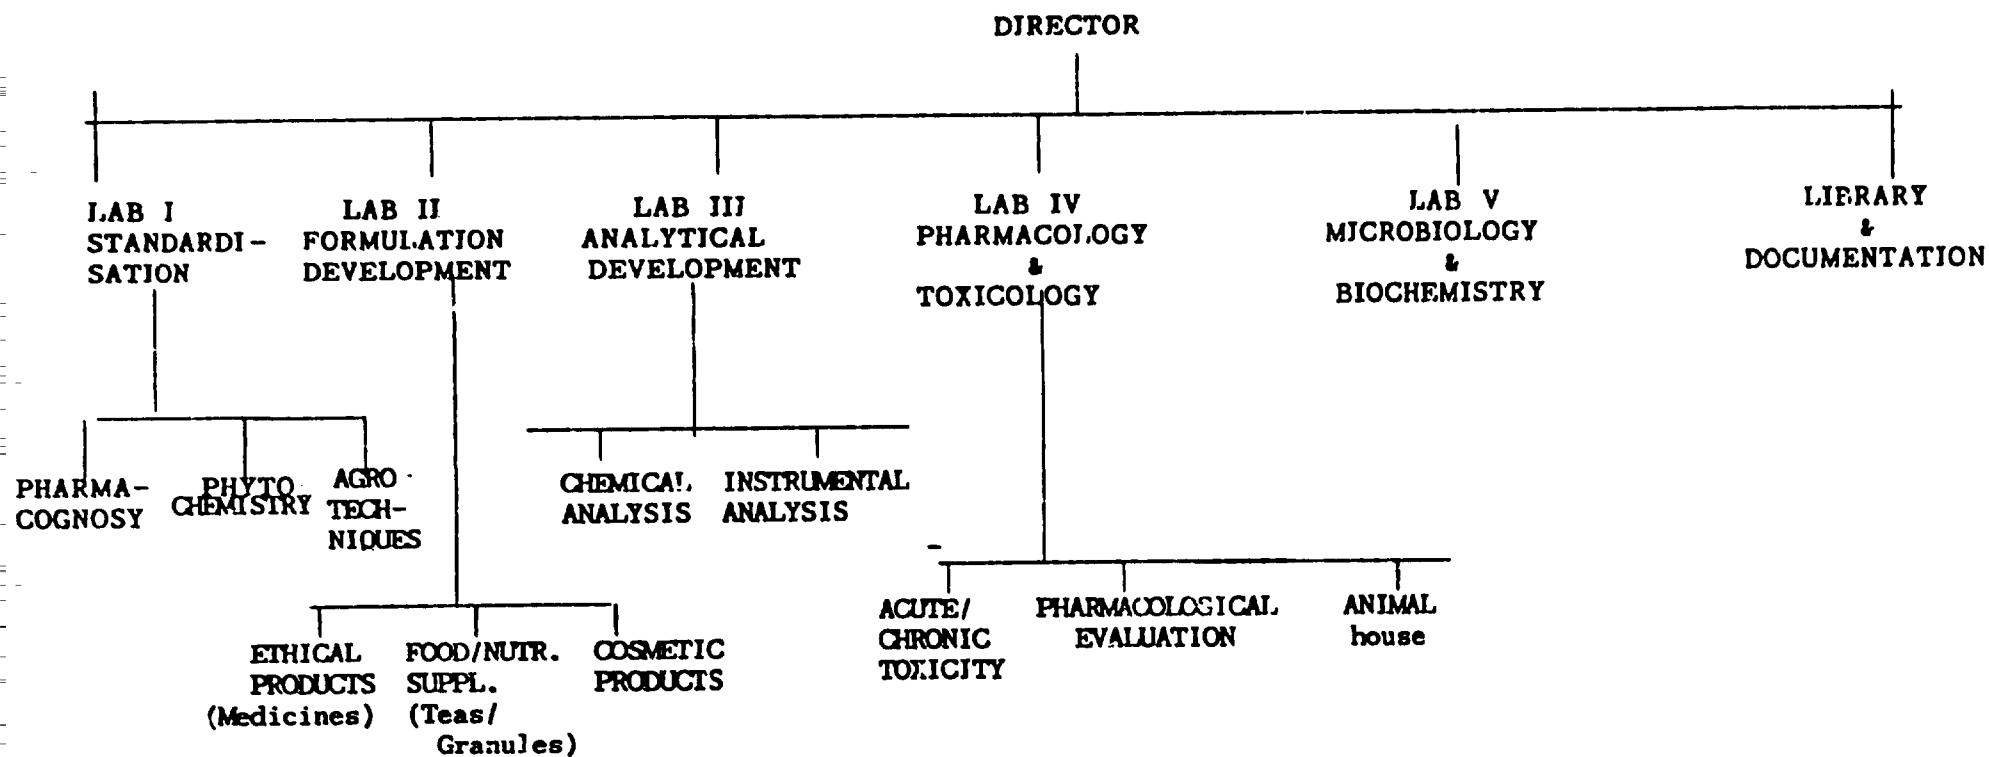 DIRECTOR
LAB I
STANDARDI-
SATION
LAB II
FORMULATION
DEVELOPMENT
LAB III
ANALYTICAL
DEVELOPMENT
LAB IV
PHARMACOLOGY
&
TOXICOLOGY
LAB V
MICROBIOLOGY
&
BIOCHEMISTRY
LIBRARY
&
DOCUMENTATION
PHARMA-
COGNOSY
PHYTO
CHEMISTRY
AGRO
TECH-
NIQUES
CHEMICAL
ANALYSIS
INSTRUMENTAL
ANALYSIS
ETHICAL
PRODUCTS
(Medicines)
FOOD/NUTR.
SUPPL.
(Teas/
Granules)
COSMETIC
PRODUCTS
ACUTE/
CHRONIC
TOXICITY
PHARMACOLOGICAL
EVALUATION
ANIMAL
house